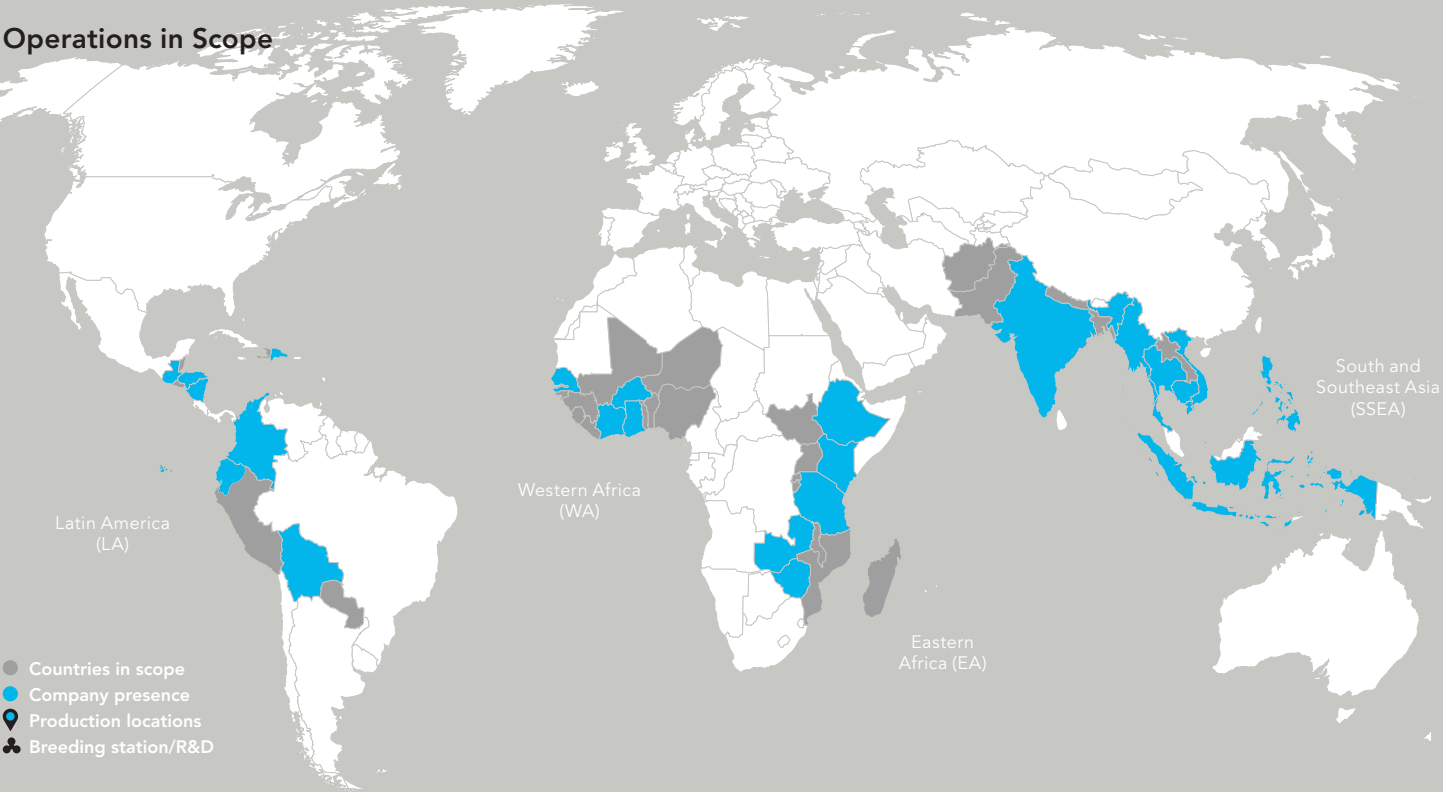 Operations in Scope
South and
Southeast Asia
(SSEA)
Western Africa
(WA)
Latin America
(LA)
Eastern
Africa (EA)
Countries in scope
Company presence
Production locations
Breeding station/R&D